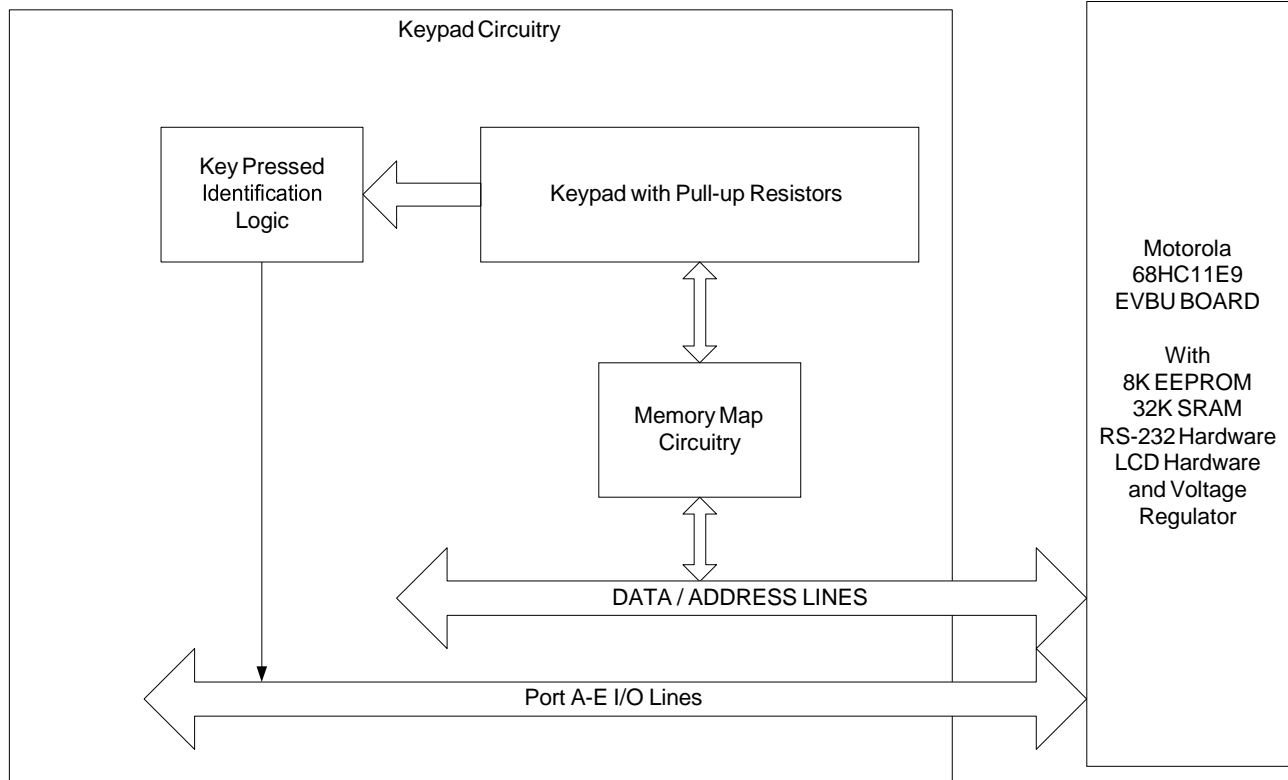 Keypad Circuitry
Key Pressed
Identification
Logic
Keypad with Pull-up Resistors
Memory Map
Circuitry
DATA / ADDRESS LINES
Port A-E I/O Lines
Motorola
68HC11E9
EVBU BOARD
With
8K EEPROM
32K SRAM
RS-232 Hardware
LCD Hardware
and Voltage
Regulator